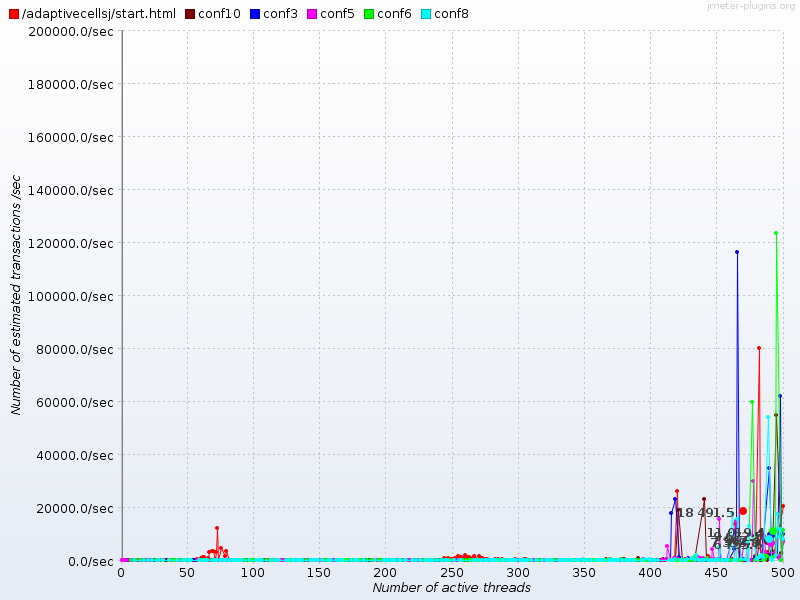 jmeter-plugins.org
/adaptivecellsj/start.html conf10 conf3 conf5 conf6 conf8
200000.0/sec
180000.0/sec
160000.0/sec
140000.0/sec
120000.0/sec
100000.0/sec
80000.0/sec
60000.0/sec
40000.0/sec
20000.0/sec
0.0/sec
Number of estimated transactions /sec
18 491.5
0 50 100 150 200 250 300 350 400 450 500
Number of active threads